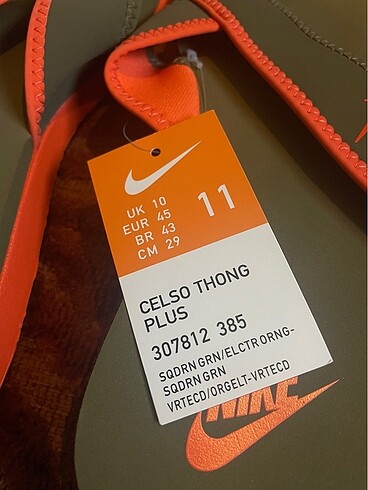 UK 10
EUR 45
BR 43
CM 29
11
CELSO THONG
PLUS
307812 385
SQDRN GRN/ELCTR ORNG-
SQDRN GRN
VRTECD/ORGELT-VRTECD
NIKE